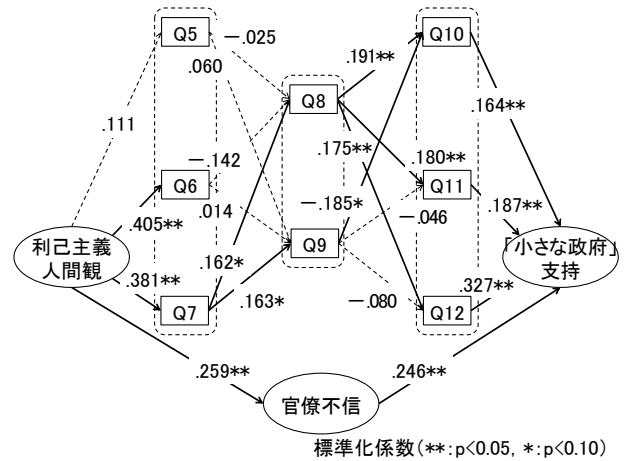 Q5
－.025
Q10
.060
.191**
Q8
.164**
.111
.175**
－.142
.180**
Q6
Q11
.014
－.185*
－.046
.187**
.405**
Q9
利己主義
人間観
「小さな政府」
支持
.381**
.162*
.327**
Q7
.163*
－.080
Q12
.259**
.246**
官僚不信
標準化係数(**:p<0.05, *:p<0.10)